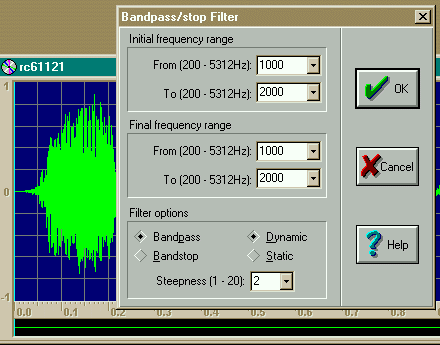 Bandpass/stop Filter
Initial frequency range
From (200 - 5312Hz): 1000
To (200 - 5312Hz): 2000
OK
Final frequency range
From (200 - 5312Hz): 1000
To (200 - 5312Hz): 2000
Cancel
Filter options
Bandpass Dynamic
Bandstop Static
Steepness (1 - 20): 2
Help
rc61121
1
0
-1
0.0 0.1 0.2 0.3 0.4 0.5 0.6 0.7 0.8